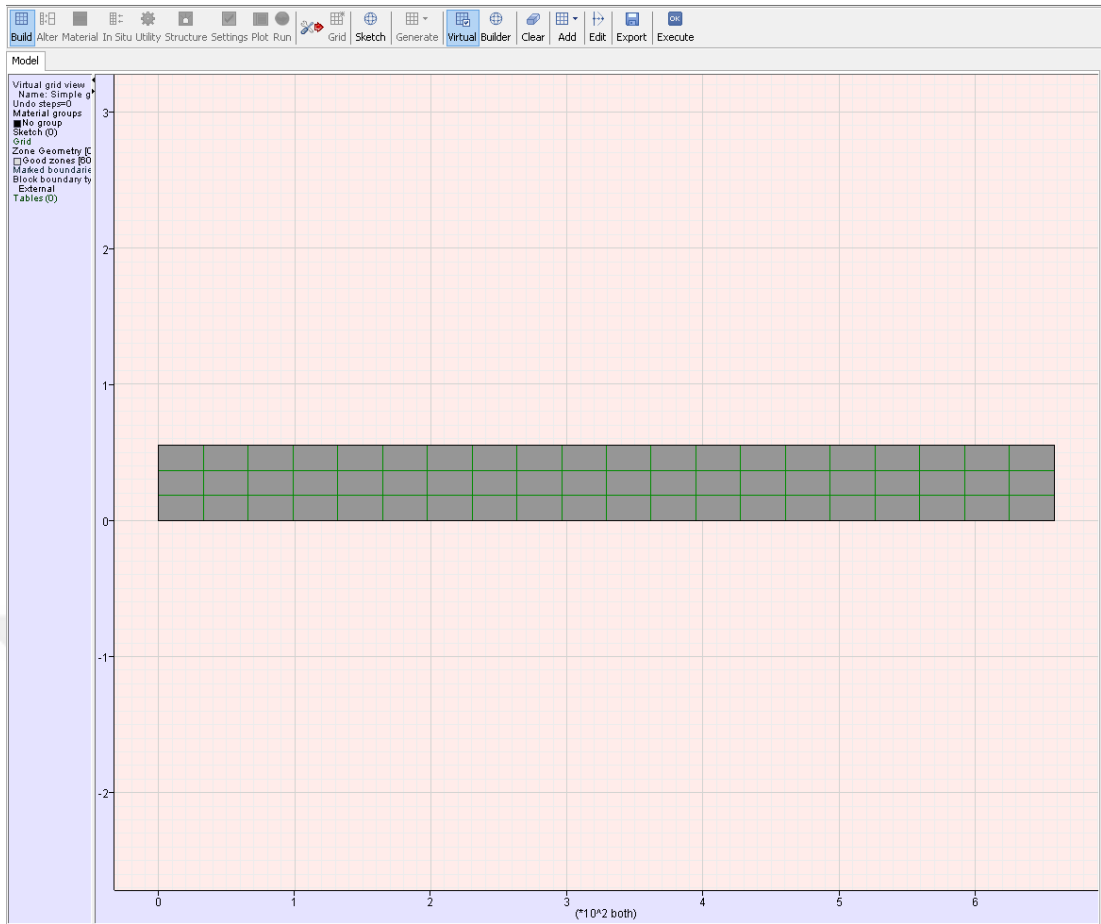 Build Alter Material In Situ Utility Structure Settings Plot Run Grid Sketch Generate Virtual Builder Clear Add Edit Export OK Execute
Model
Virtual grid view
Name: Simple g
Undo steps=0
Material groups
No group
Sketch (0)
Grid
Zone Geometry [0
Good zones [60
Marked boundarie
Block boundary ty
External
Tables (0)
3
2
1
0
-1
-2
0 1 2 3 4 5 6
(*10^2 both)